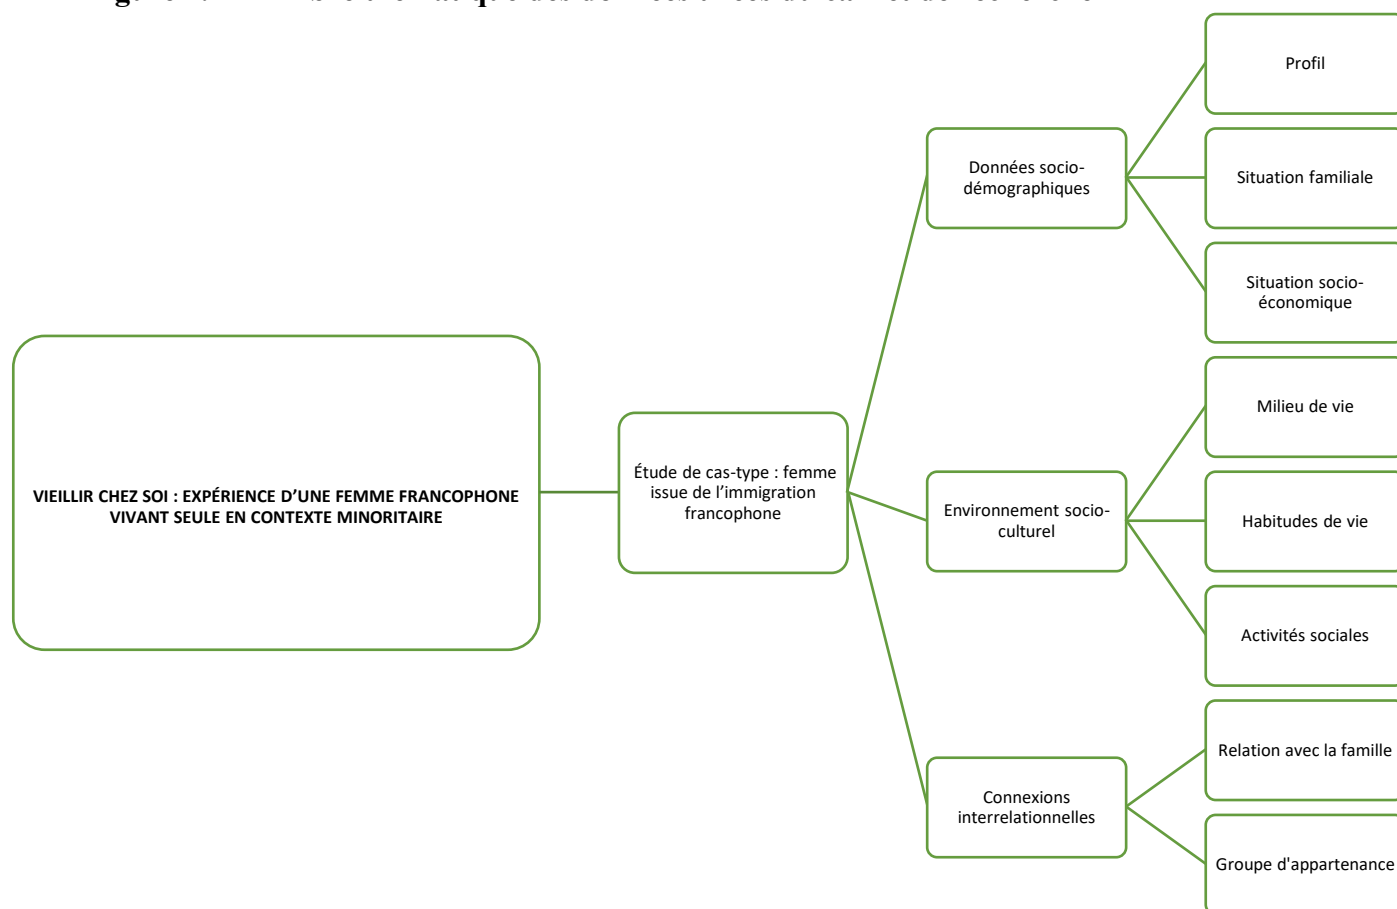 Profil
Données socio-
démographiques
Situation familiale
Situation socio-
économique
VIEILLIR CHEZ SOI : EXPÉRIENCE D’UNE FEMME FRANCOPHONE
VIVANT SEULE EN CONTEXTE MINORITAIRE
Étude de cas-type : femme
issue de l’immigration
francophone
Milieu de vie
Environnement socio-
culturel
Habitudes de vie
Activités sociales
Connexions
interrelationnelles
Relation avec la famille
Groupe d'appartenance